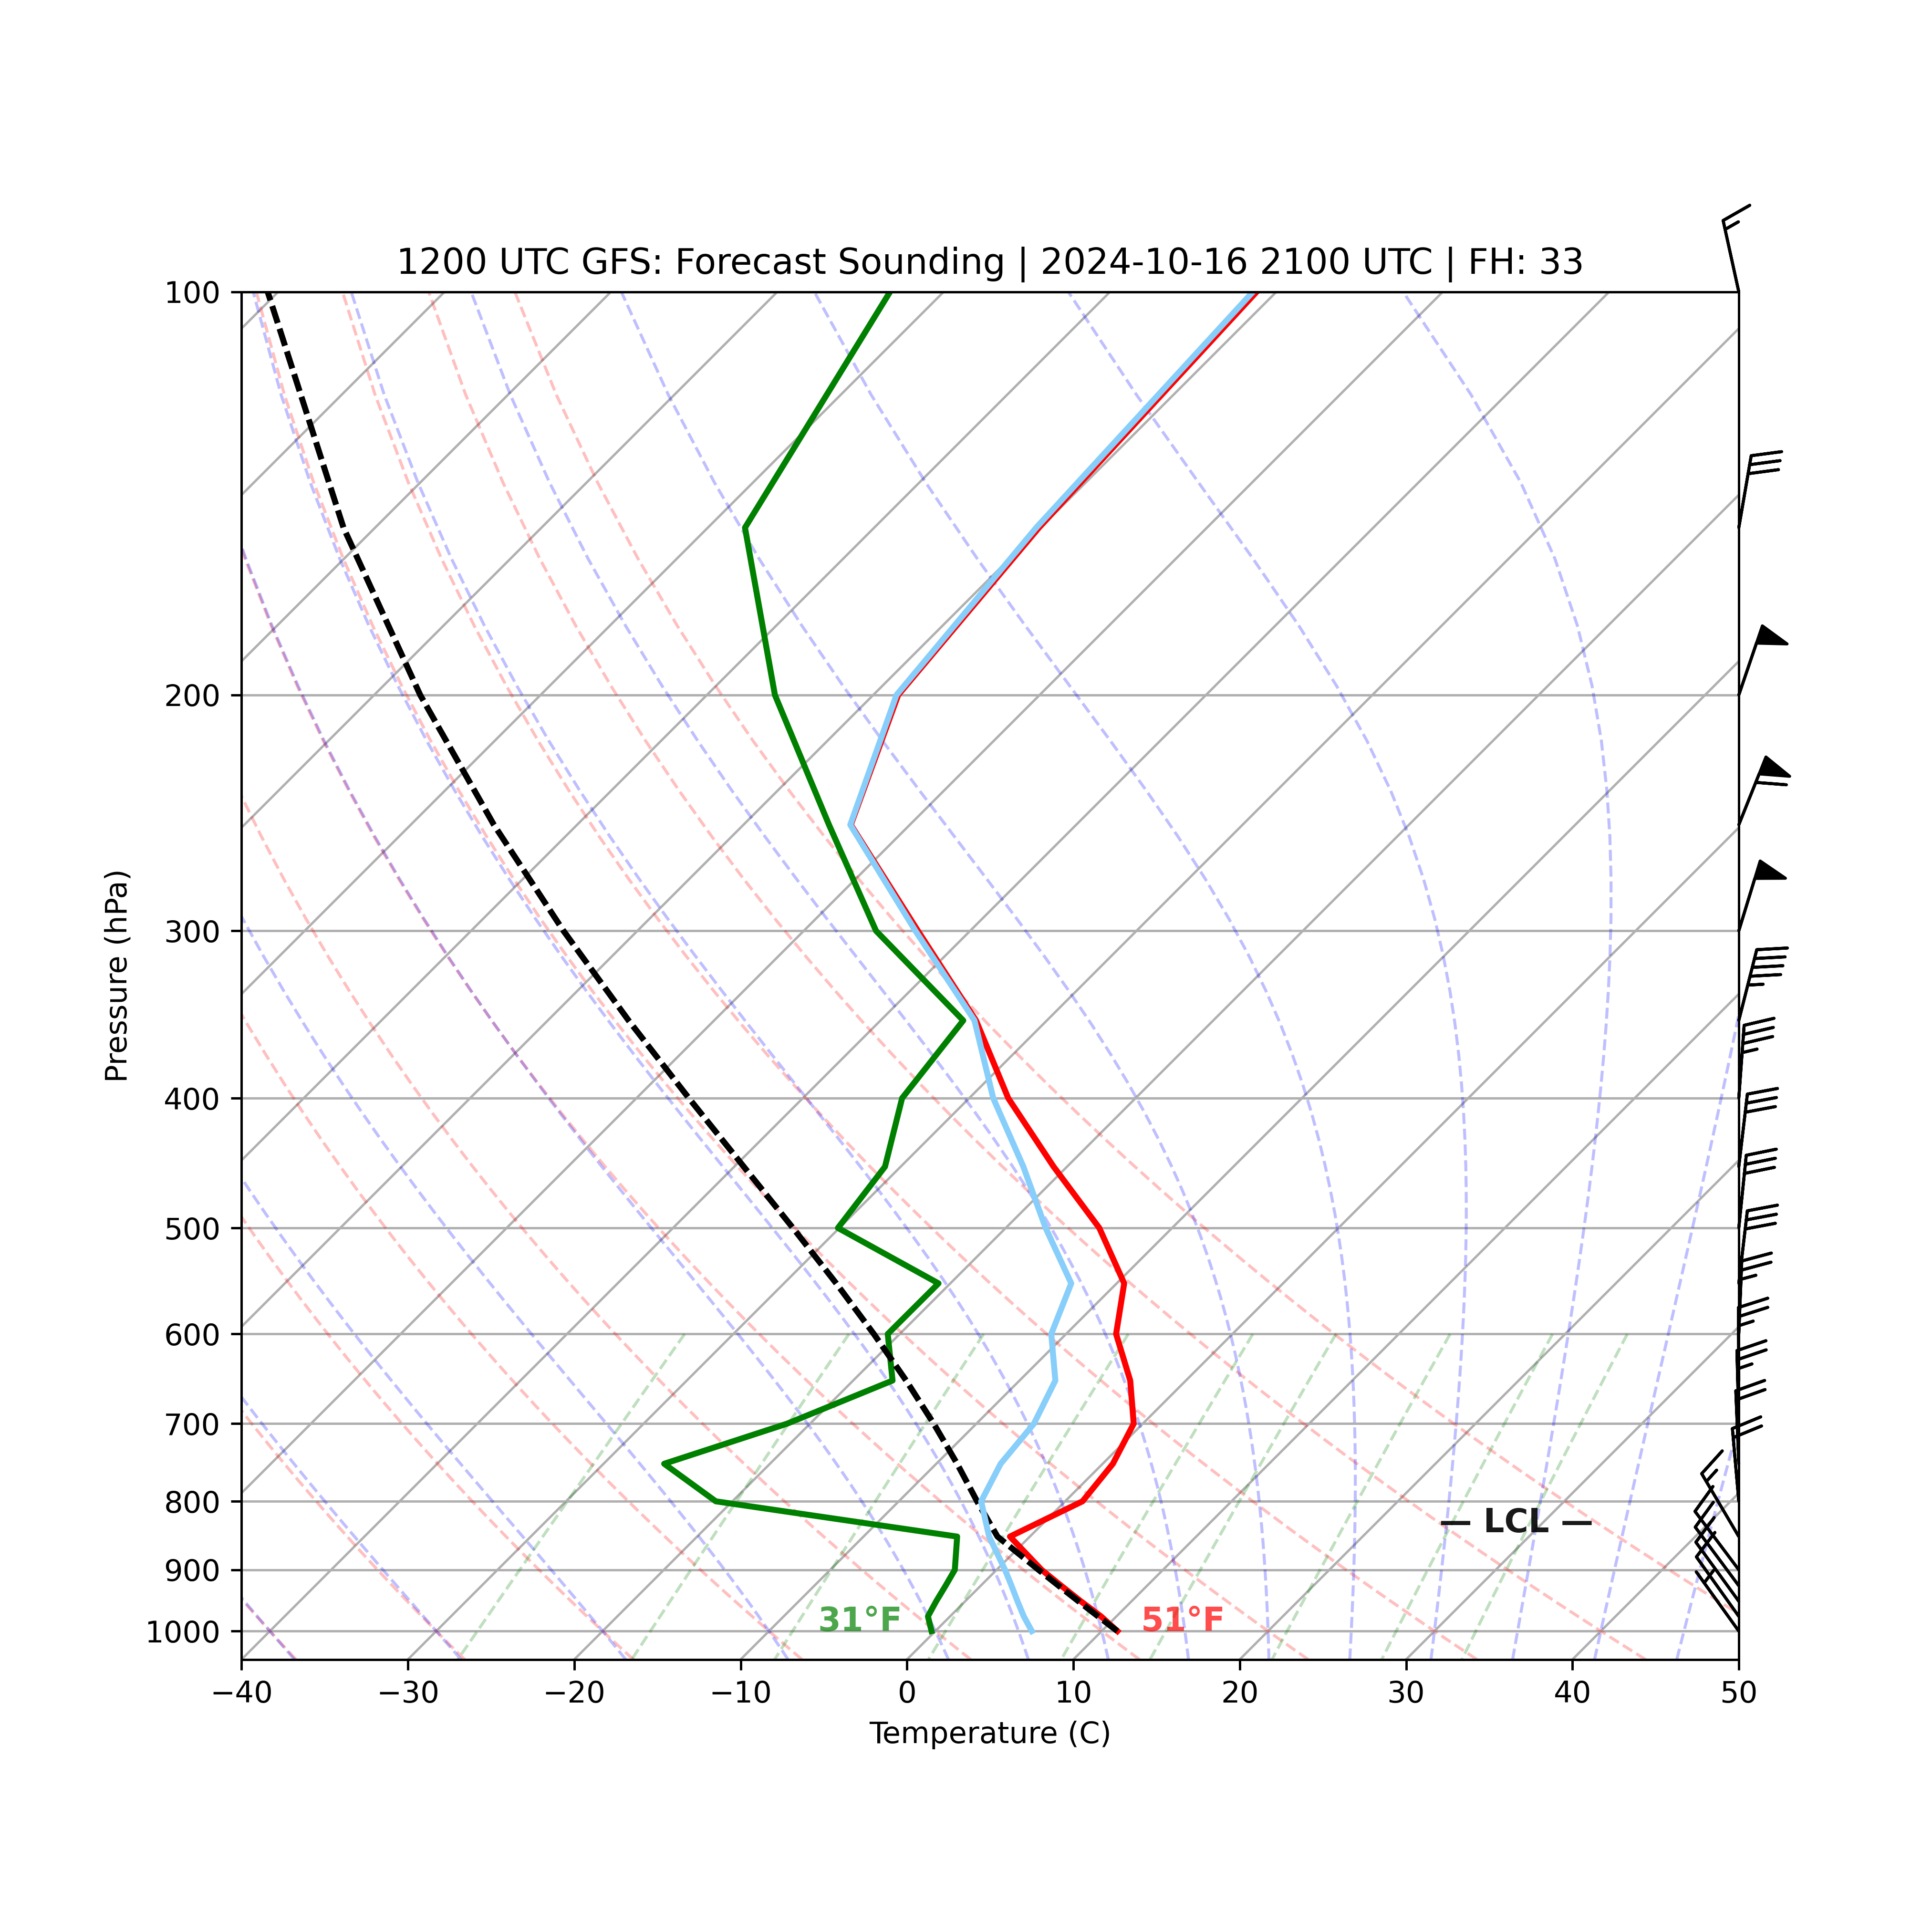 1200 UTC GFS: Forecast Sounding | 2024-10-16 2100 UTC | FH: 33
100
200
300
400
500
600
700
800
900
1000
Pressure (hPa)
— LCL —
31°F
51°F
−40 −30 −20 −10 0 10 20 30 40 50
Temperature (C)